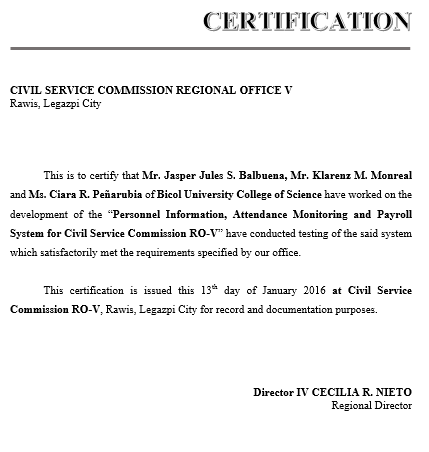 CERTIFICATION
CIVIL SERVICE COMMISSION REGIONAL OFFICE V
Rawis, Legazpi City
This is to certify that Mr. Jasper Jules S. Balbuena, Mr. Klarenz M. Monreal
and Ms. Ciara R. Peñarubia of Bicol University College of Science have worked on the
development of the “Personnel Information, Attendance Monitoring and Payroll
System for Civil Service Commission RO-V” have conducted testing of the said system
which satisfactorily met the requirements specified by our office.
This certification is issued this 13th day of January 2016 at Civil Service
Commission RO-V, Rawis, Legazpi City for record and documentation purposes.
Director IV CECILIA R. NIETO
Regional Director